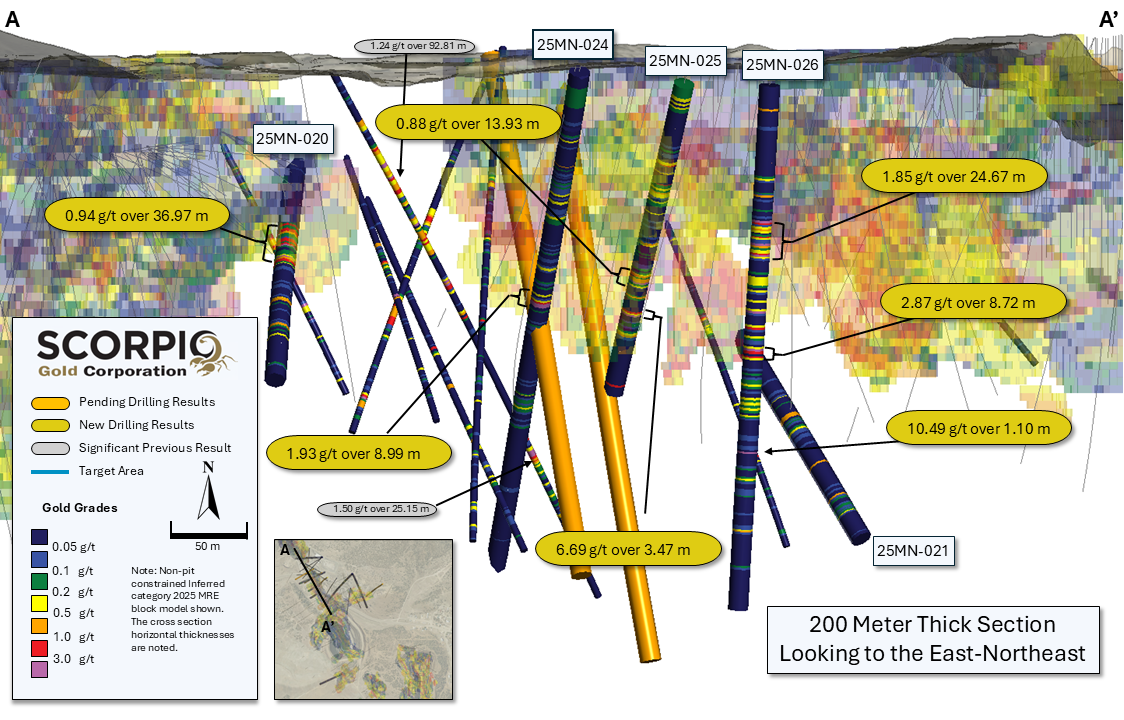 A
A'
1.24 g/t over 92.81 m
25MN-024
25MN-025
25MN-026
0.88 g/t over 13.93 m
25MN-020
1.85 g/t over 24.67 m
0.94 g/t over 36.97 m
2.87 g/t over 8.72 m
10.49 g/t over 1.10 m
1.93 g/t over 8.99 m
1.50 g/t over 25.15 m
6.69 g/t over 3.47 m
25MN-021
SCORPIO
Gold Corporation
Pending Drilling Results
New Drilling Results
Significant Previous Result
Target Area
N
50 m
Gold Grades
0.05 g/t
0.1 g/t
0.2 g/t
0.5 g/t
1.0 g/t
3.0 g/t
Note: Non-pit
constrained Inferred
category 2025 MRE
block model shown.
The cross section
horizontal thicknesses
are noted.
A
A'
200 Meter Thick Section
Looking to the East-Northeast